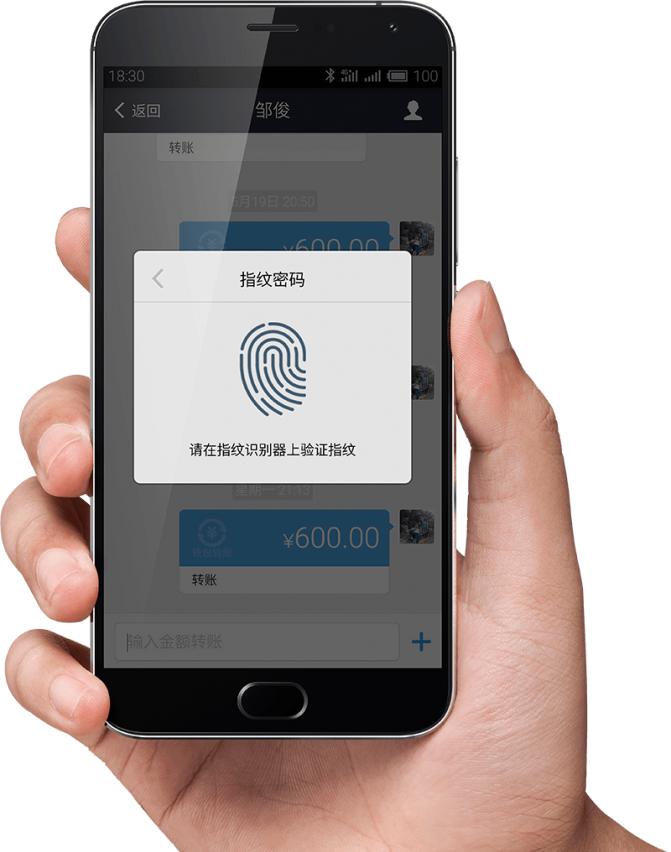 18:30 4G 100
返回 邹俊
转账
5月19日 20:50
¥600.00
指纹密码
请在指纹识别器上验证指纹
星期一 21:13
¥600.00
转账
输入金额转账